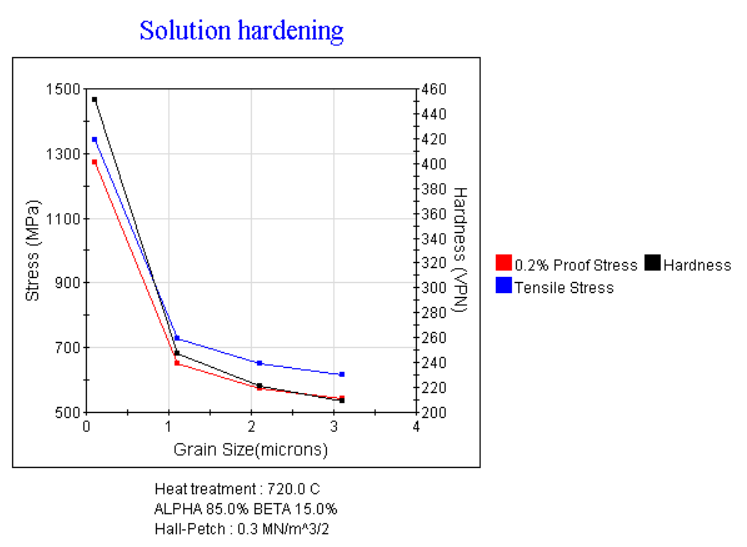 Solution hardening
1500
1300
1100
900
700
500
Stress (MPa)
460
440
420
400
380
360
340
320
300
280
260
240
220
200
Hardness (VPN)
0 1 2 3 4
Grain Size(microns)
0.2% Proof Stress Hardness
Tensile Stress
Heat treatment : 720.0 C
ALPHA 85.0% BETA 15.0%
Hall-Petch : 0.3 MN/m^3/2